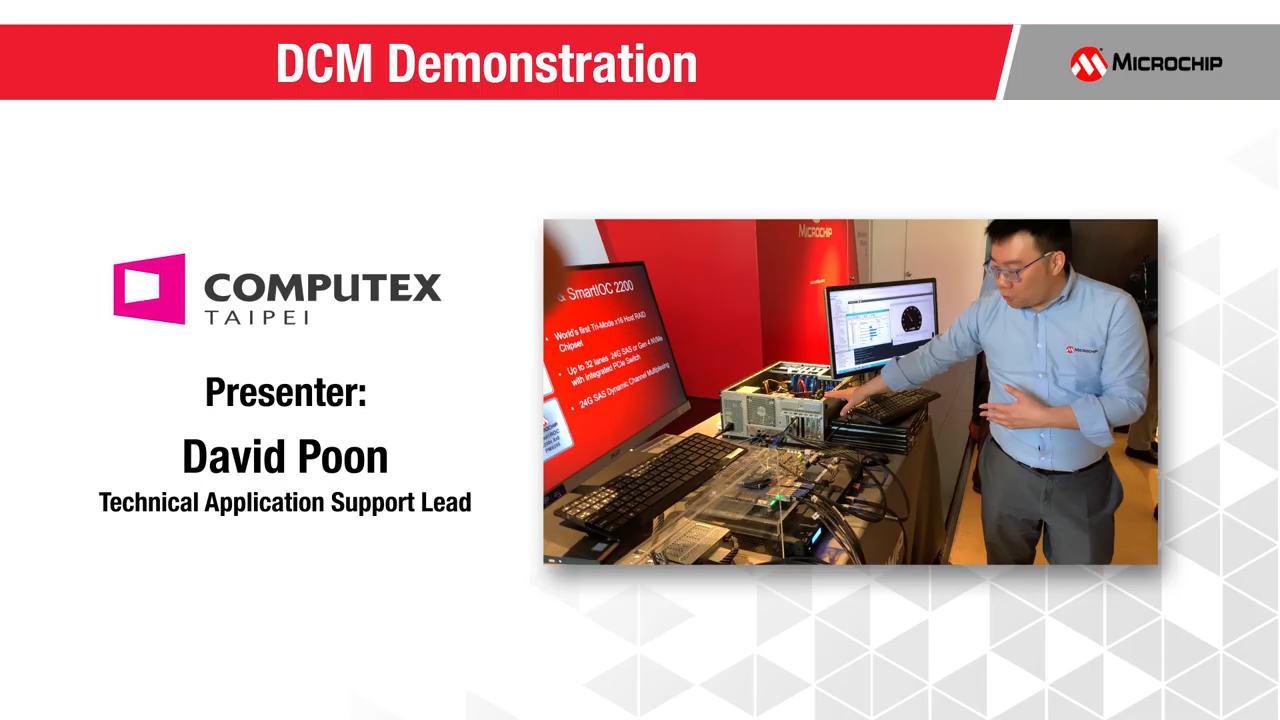 DCM Demonstration
MICROCHIP
COMPUTEX
TAIPEI
Presenter:
David Poon
Technical Application Support Lead
MICROCHIP
& SmartIOC 2200
• World's first Tri-Mode x16 Host RAID
Chipset
• Up to 32 lanes 24G SAS or Gen 4 NVMe
with Integrated PCIe Switch
• 24G SAS Dynamic Channel Multiplexing
MICROCHIP